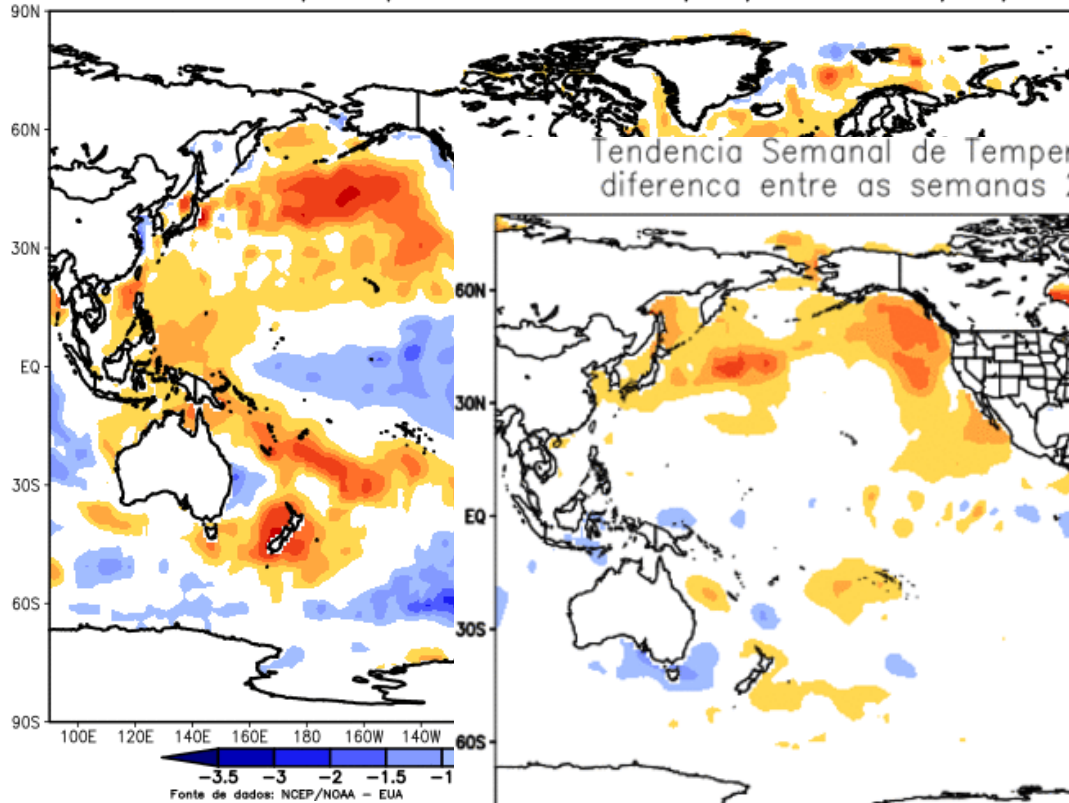 90N
60N
30N
EQ
30S
60S
90S
100E 120E 140E 160E 180 160W 140W
-3.5 -3 -2 -1.5 -1
Fonte de dados: NCEP/NOAA - EUA
Tendencia Semanal de
diferenca entre as semanas
60N
30N
EQ
30S
60S